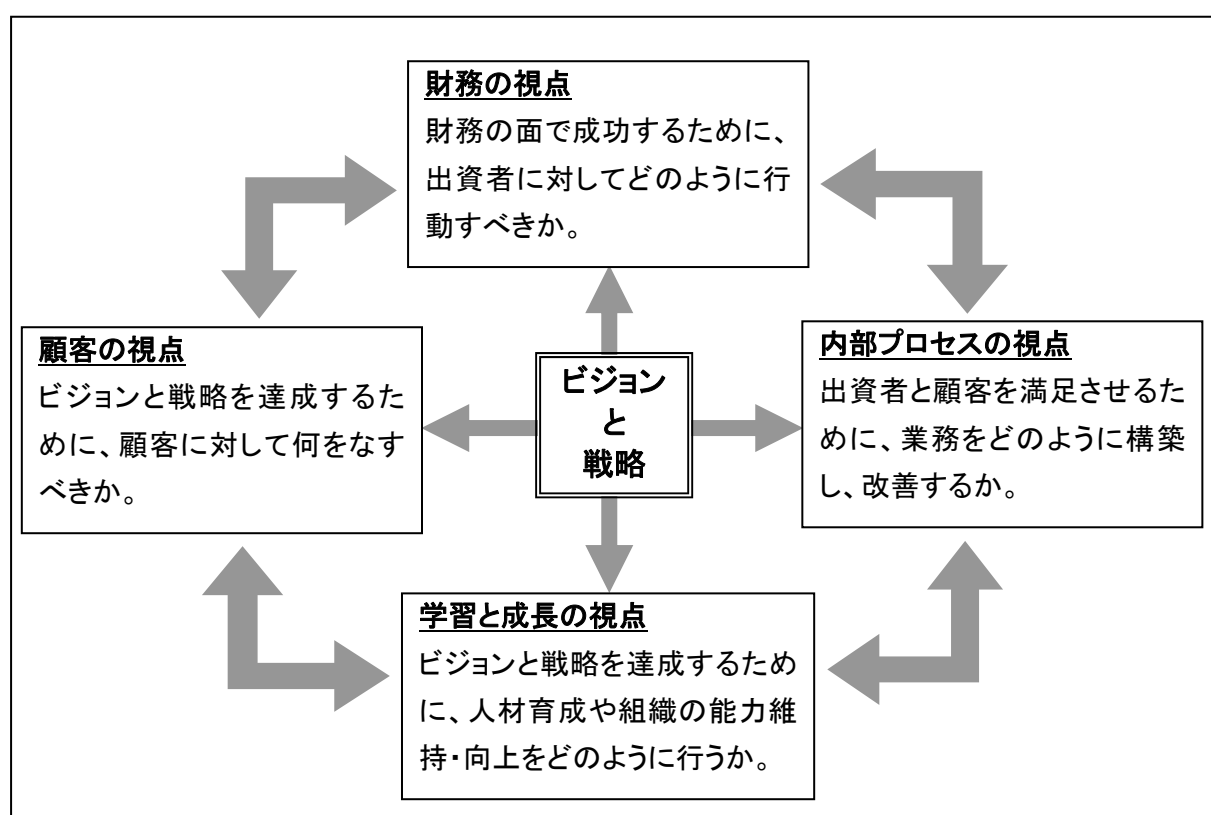 財務の視点
財務の面で成功するために、
出資者に対してどのように行
動すべきか。
顧客の視点
ビジョンと戦略を達成するた
めに、顧客に対して何をなす
べきか。
ビジョン
と
戦略
内部プロセスの視点
出資者と顧客を満足させるた
めに、業務をどのように構築
し、改善するか。
学習と成長の視点
ビジョンと戦略を達成するため
に、人材育成や組織の能力維
持・向上をどのように行うか。